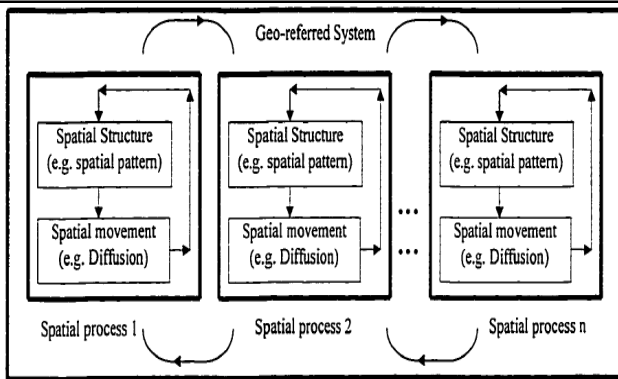 Geo-referred System
Spatial Structure
(e.g. spatial pattern)
Spatial movement
(e.g. Diffusion)
Spatial Structure
(e.g. spatial pattern)
Spatial movement
(e.g. Diffusion)
...
...
Spatial Structure
(e.g. spatial pattern)
Spatial movement
(e.g. Diffusion)
Spatial process 1
Spatial process 2
Spatial process n